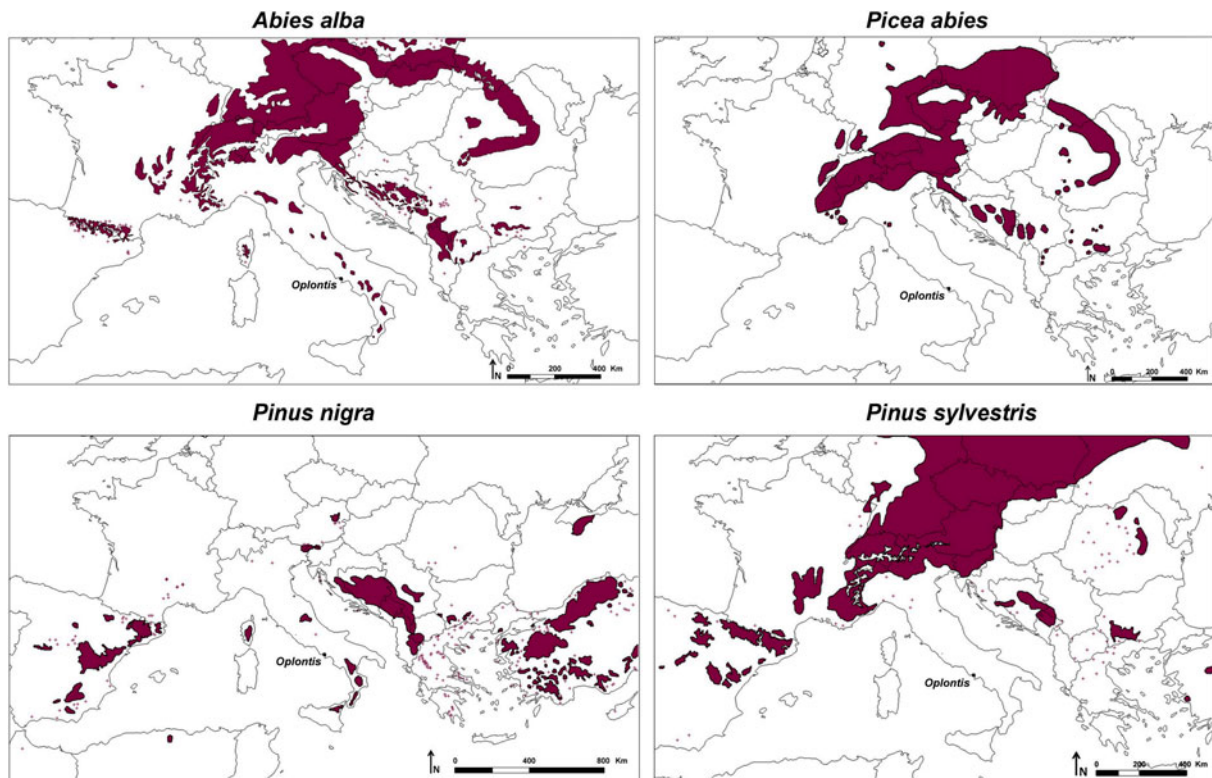 Abies alba
Picea abies
Oplontis
N
0 200 400 Km
Oplontis
N
0 200 400 Km
Pinus nigra
Pinus sylvestris
Oplontis
N
0 400 800 Km
Oplontis
N
0 200 400 Km